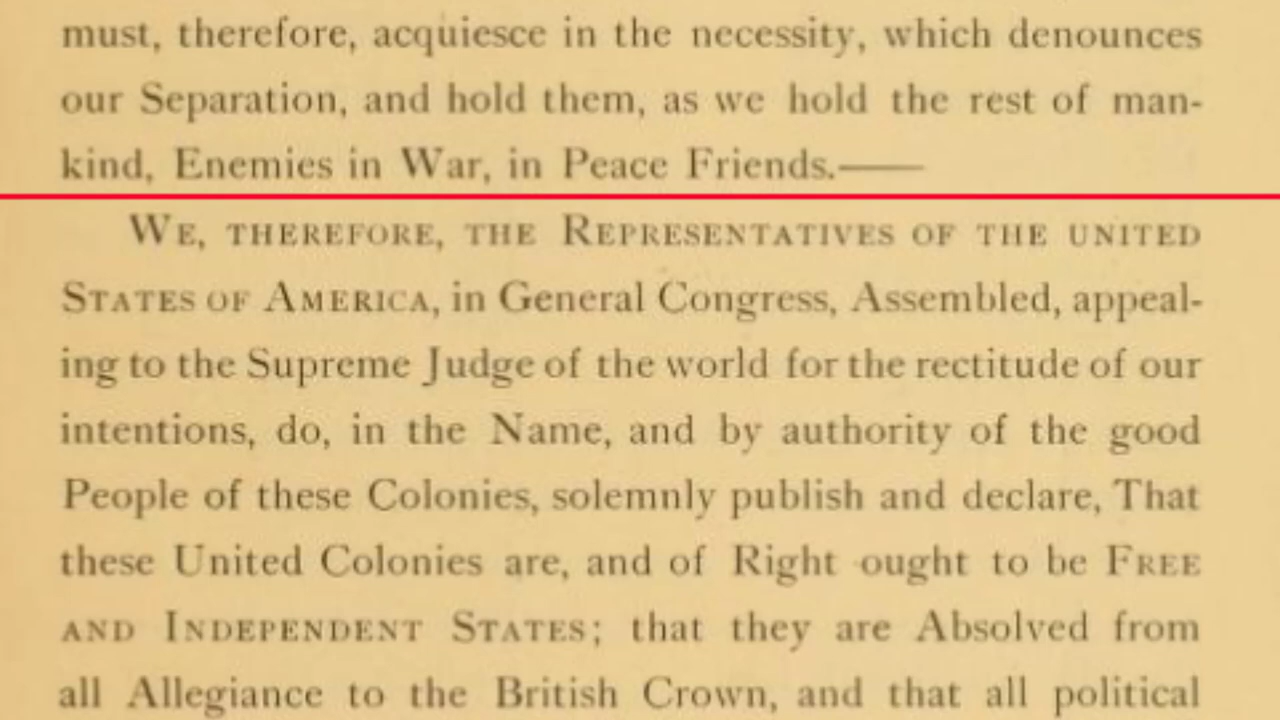 must, therefore, acquiesce in the necessity, which denounces
our Separation, and hold them, as we hold the rest of man-
kind, Enemies in War, in Peace Friends.——
We, therefore, the Representatives of the united
States of America, in General Congress, Assembled, appeal-
ing to the Supreme Judge of the world for the rectitude of our
intentions, do, in the Name, and by authority of the good
People of these Colonies, solemnly publish and declare, That
these United Colonies are, and of Right ought to be Free
and Independent States; that they are Absolved from
all Allegiance to the British Crown, and that all political